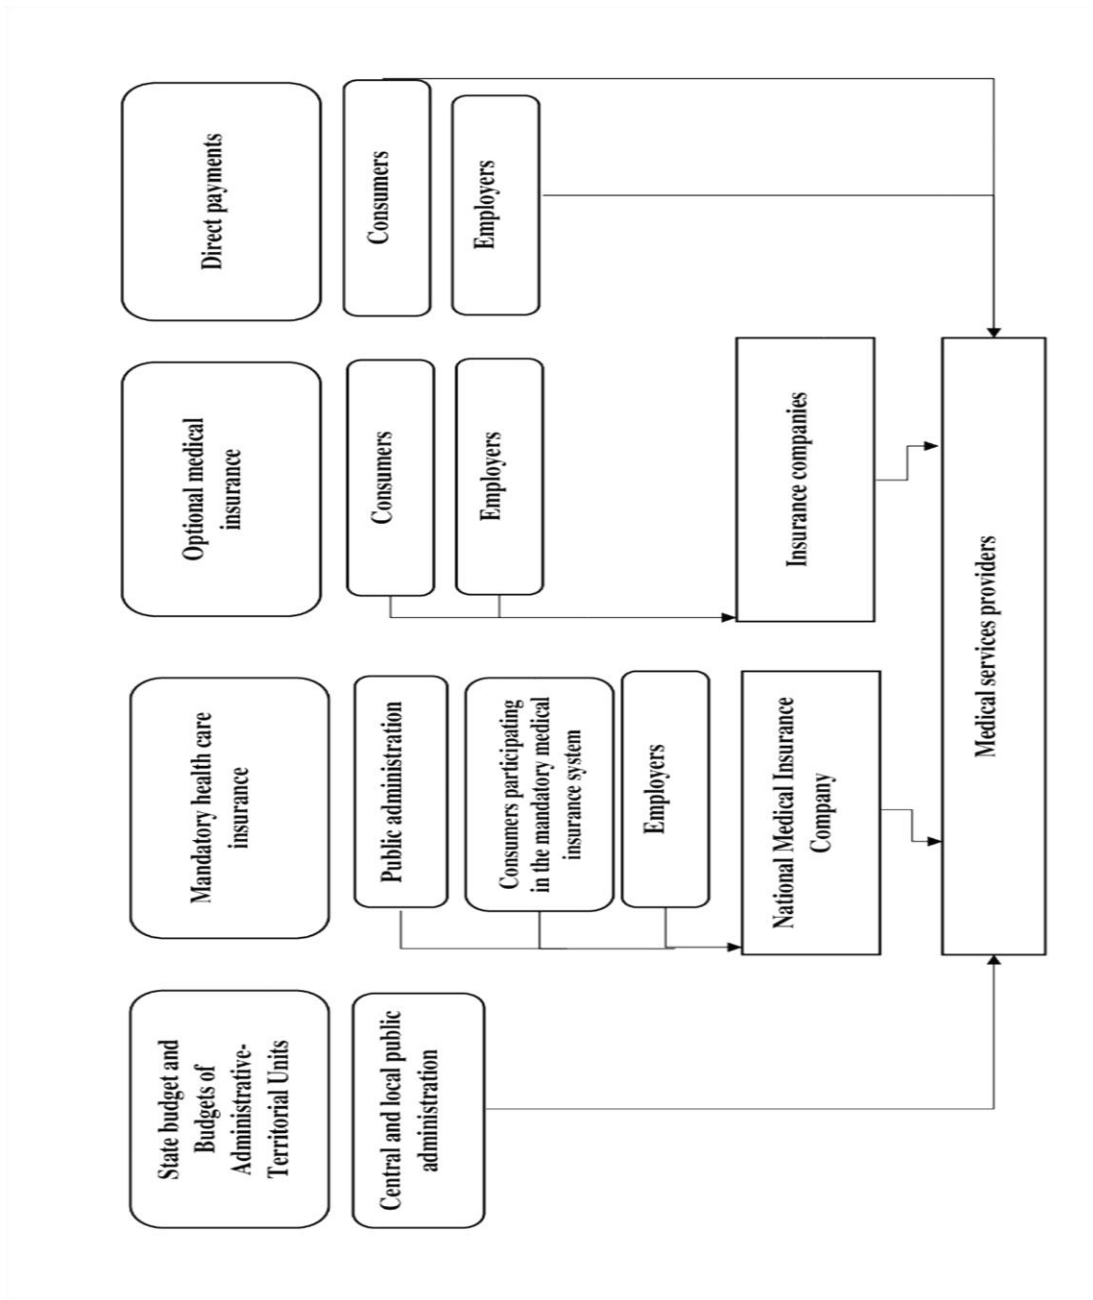 State budget and
Budgets of
Administrative-
Territorial Units
Mandatory health care
insurance
Optional medical
insurance
Direct payments
Central and local public
administration
Public administration
Consumers participating
in the mandatory medical
insurance system
Employers
Consumers
Employers
Consumers
Employers
National Medical Insurance
Company
Insurance companies
Medical services providers